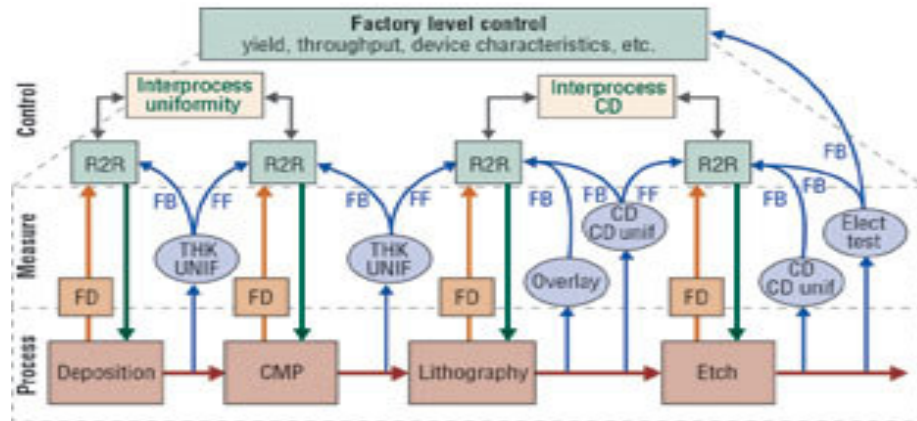 Factory level control
yield, throughput, device characteristics, etc.
Interprocess
uniformity
Interprocess
CD
Control
R2R
R2R
R2R
R2R
FB
FB
FF
FB
FF
FB
FB
FF
FB
FB
Measure
THK
UNIF
THK
UNIF
Overlay
CD
CD unif
CD
CD unif
Elect
test
FD
FD
FD
FD
Process
Deposition
CMP
Lithography
Etch